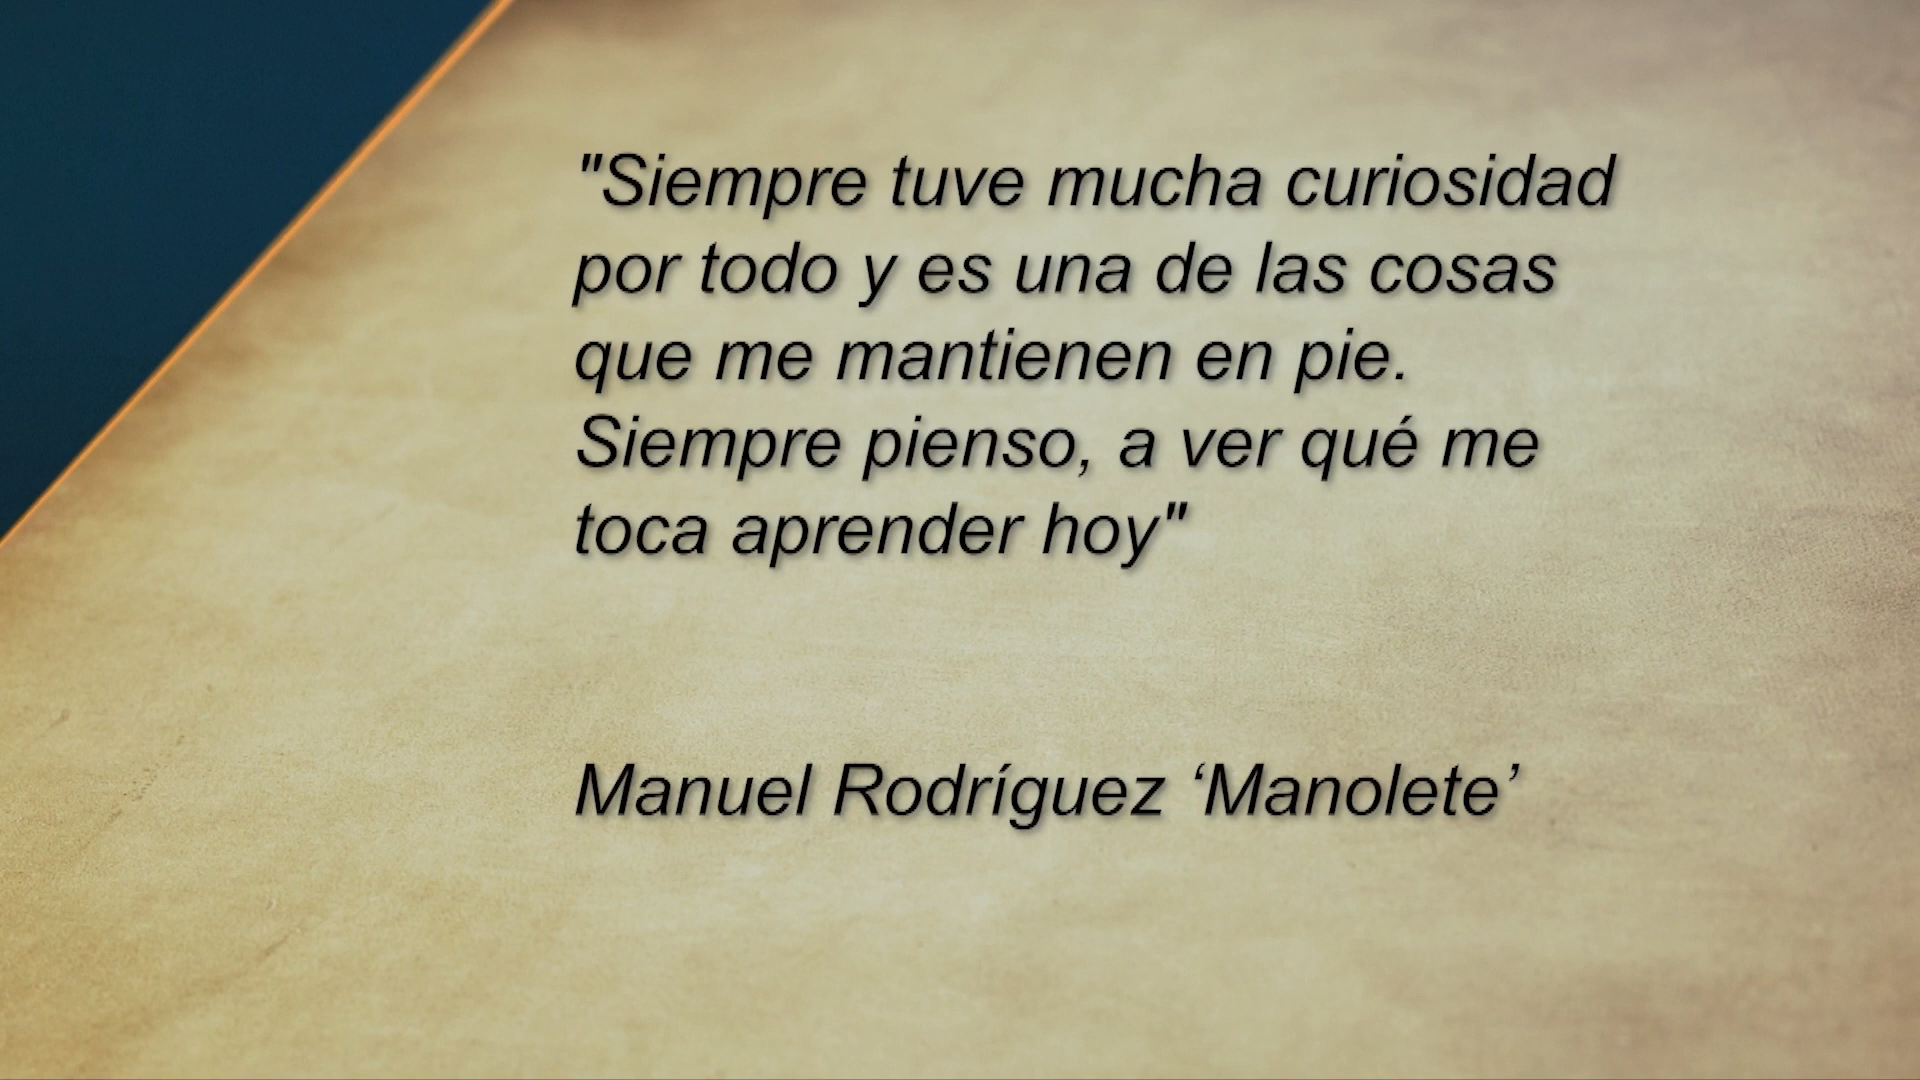 "Siempre tuve mucha curiosidad
por todo y es una de las cosas
que me mantienen en pie.
Siempre pienso, a ver qué me
toca aprender hoy"
Manuel Rodríguez ‘Manolete’